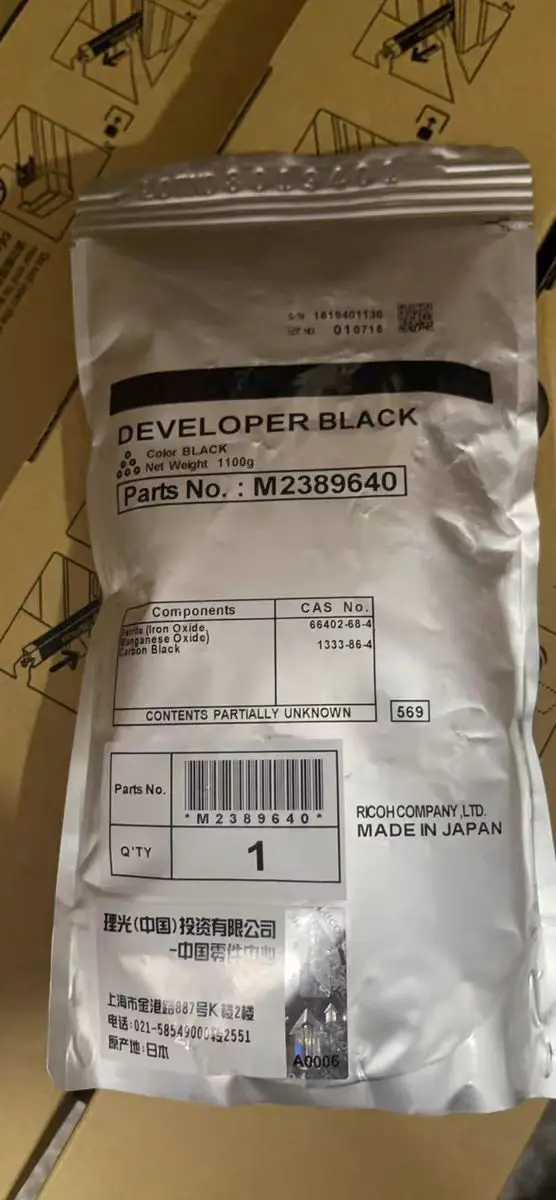 S/N 1619401130
LOT NO 010716
DEVELOPER BLACK
Color BLACK
Net Weight 1100g
Parts No. : M2389640
Components CAS No.
Ferrite (Iron Oxide, 66402-68-4
Manganese Oxide)
Carbon Black 1333-86-4
CONTENTS PARTIALLY UNKNOWN
569
Parts No.
*M2389640*
Q'TY 1
RICOH COMPANY,LTD.
MADE IN JAPAN
理光(中国)投资有限公司
-中国零件中心
上海市金港路887号K楼2楼
电话:021-58549000转2551
原产地:日本
A0006